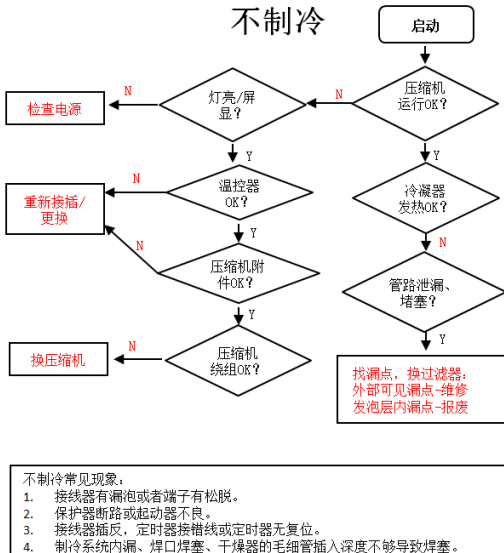 不制冷
启动
压缩机
运行OK?
N
灯亮/屏
显?
N
检查电源
Y
Y
温控器
OK?
N
重新接插/
更换
冷凝器
发热OK?
Y
N
N
压缩机附
件OK?
管路泄漏、
堵塞?
Y
Y
压缩机
绕组OK?
N
换压缩机
找漏点，换过滤器：
外部可见漏点-维修
发泡层内漏点-报废
不制冷常见现象：
1. 接线器有漏泡或者端子有松脱。
2. 保护器断路或起动器不良。
3. 接线器插反，定时器接错线或定时器无复位。
4. 制冷系统内漏、焊口焊塞、干燥器的毛细管插入深度不够导致焊塞。